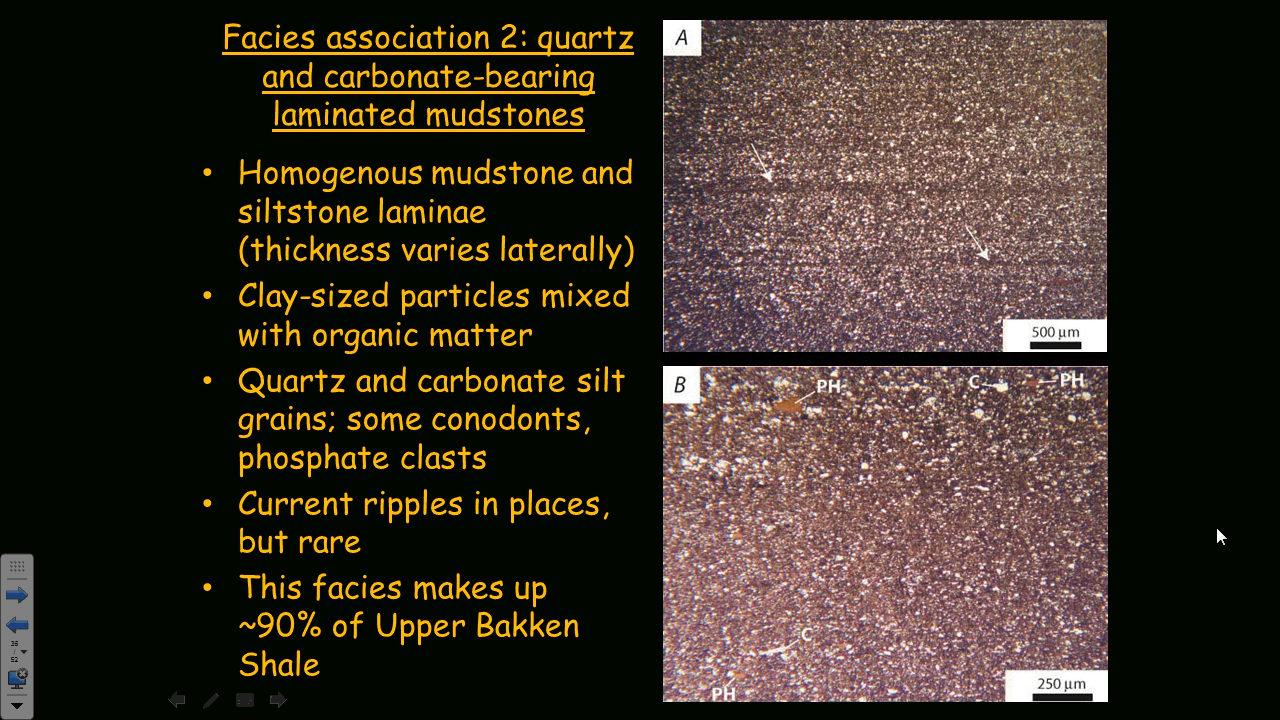 Facies association 2: quartz
and carbonate-bearing
laminated mudstones
• Homogenous mudstone and
siltstone laminae
(thickness varies laterally)
• Clay-sized particles mixed
with organic matter
• Quartz and carbonate silt
grains; some conodonts,
phosphate clasts
• Current ripples in places,
but rare
• This facies makes up
~90% of Upper Bakken
Shale
A
500 µm
B
PH
C
PH
C
PH
250 µm
36
/
52